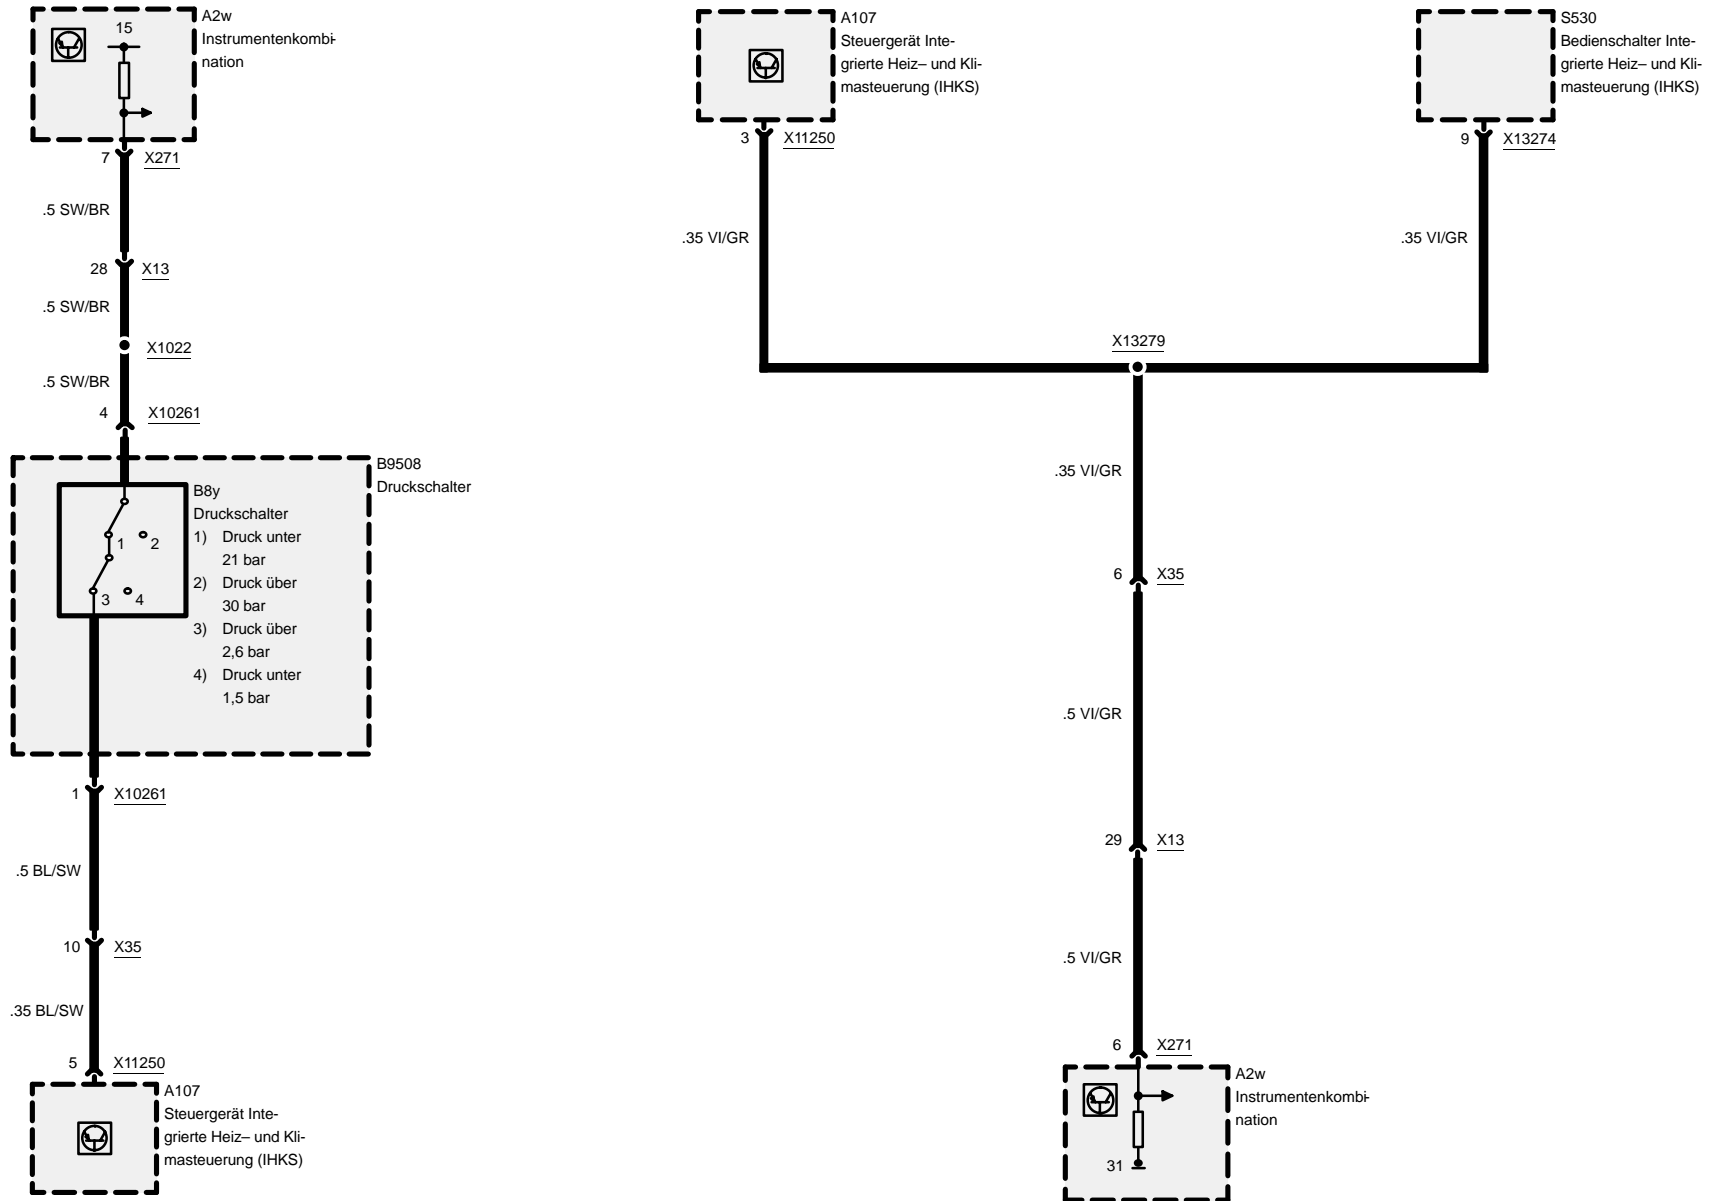 A2w
Instrumentenkombi-
nation
15
7
X271
.5 SW/BR
28
X13
.5 SW/BR
X1022
.5 SW/BR
4
X10261
B9508
Druckschalter
B8y
Druckschalter
1) Druck unter
21 bar
2) Druck über
30 bar
3) Druck über
2,6 bar
4) Druck unter
1,5 bar
1
2
3
4
1
X10261
.5 BL/SW
10
X35
.35 BL/SW
5
X11250
A107
Steuergerät Inte-
grierte Heiz– und Kli-
masteuerung (IHKS)
A107
Steuergerät Inte-
grierte Heiz– und Kli-
masteuerung (IHKS)
3
X11250
.35 VI/GR
S530
Bedienschalter Inte-
grierte Heiz– und Kli-
masteuerung (IHKS)
9
X13274
.35 VI/GR
X13279
.35 VI/GR
6
X35
.5 VI/GR
29
X13
.5 VI/GR
6
X271
A2w
Instrumentenkombi-
nation
31